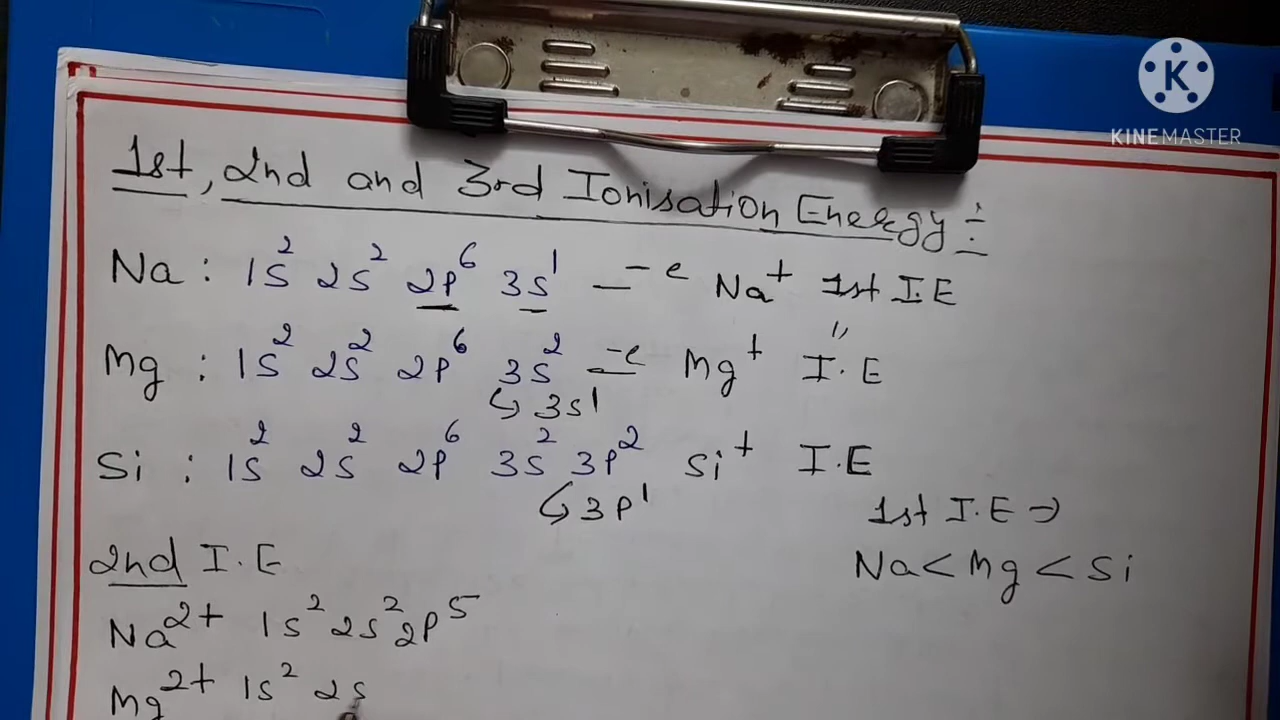 KINEMASTER
1st, 2nd and 3rd Ionisation Energy :-
Na : 1s² 2s² 2p⁶ 3s¹ — -e Na⁺ 1st I.E
Mg : 1s² 2s² 2p⁶ 3s² -e Mg⁺ I.E
↳ 3s¹
Si : 1s² 2s² 2p⁶ 3s² 3p² Si⁺ I.E
↳ 3p¹
1st I.E →
Na < Mg < Si
2nd I.E
Na²⁺ 1s² 2s² 2p⁵
Mg²⁺ 1s² 2s